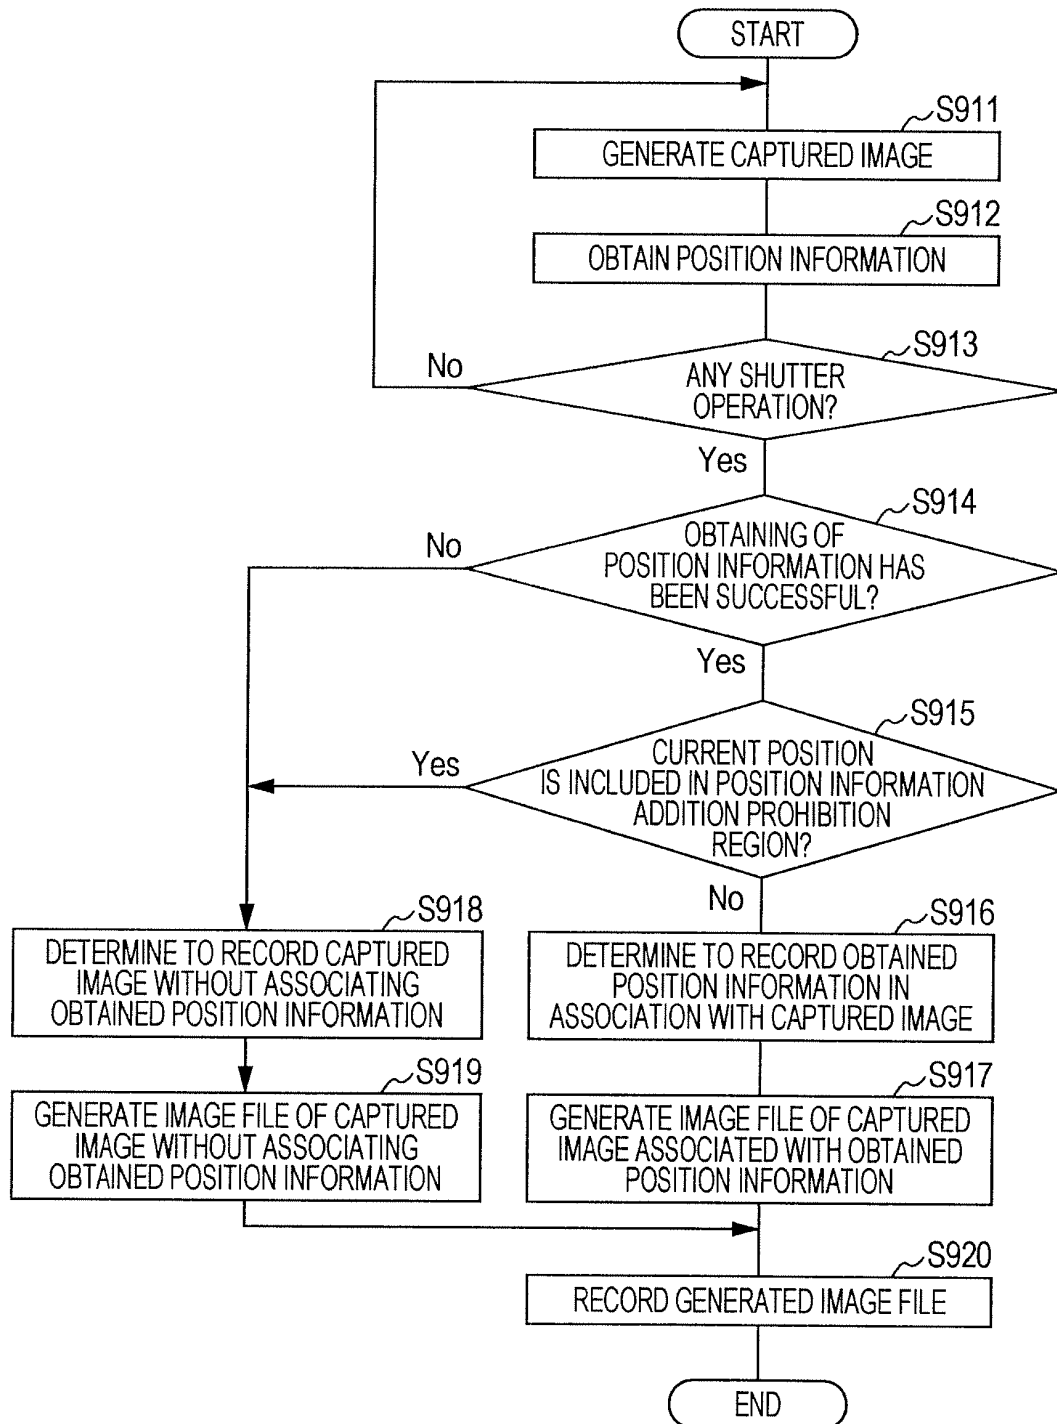 START
S911
GENERATE CAPTURED IMAGE
S912
OBTAIN POSITION INFORMATION
S913
No
ANY SHUTTER
OPERATION?
Yes
S914
No
OBTAINING OF
POSITION INFORMATION HAS
BEEN SUCCESSFUL?
Yes
S915
Yes
CURRENT POSITION
IS INCLUDED IN POSITION INFORMATION
ADDITION PROHIBITION
REGION?
No
S918
DETERMINE TO RECORD CAPTURED
IMAGE WITHOUT ASSOCIATING
OBTAINED POSITION INFORMATION
S916
DETERMINE TO RECORD OBTAINED
POSITION INFORMATION IN
ASSOCIATION WITH CAPTURED IMAGE
S919
GENERATE IMAGE FILE OF CAPTURED
IMAGE WITHOUT ASSOCIATING
OBTAINED POSITION INFORMATION
S917
GENERATE IMAGE FILE OF CAPTURED
IMAGE ASSOCIATED WITH OBTAINED
POSITION INFORMATION
S920
RECORD GENERATED IMAGE FILE
END